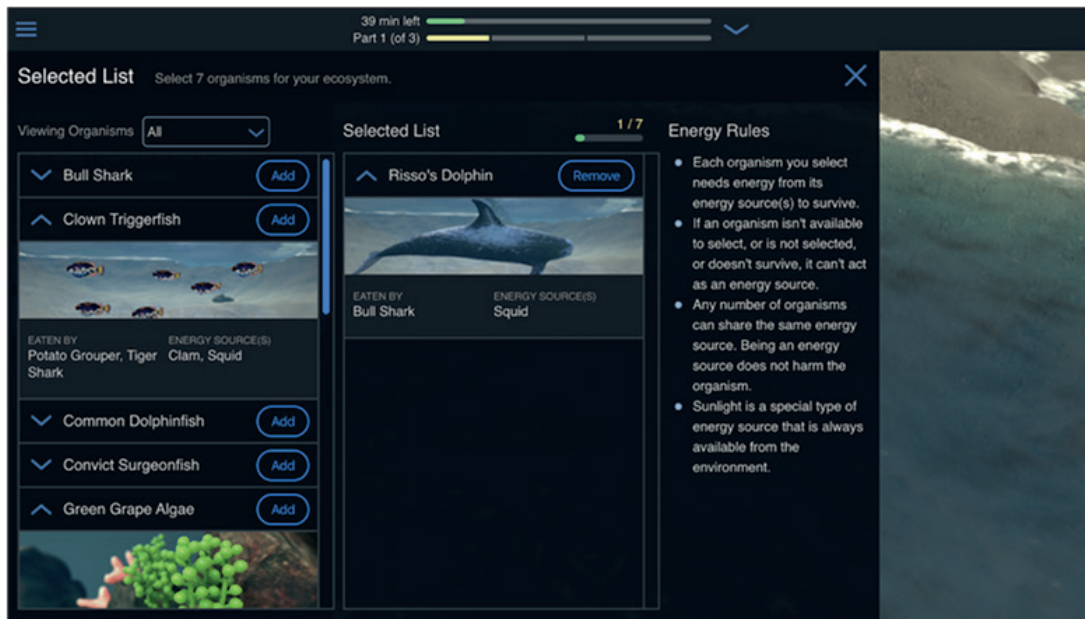 39 min left
Part 1 (of 3)
Selected List
Select 7 organisms for your ecosystem.
Viewing Organisms
All
Bull Shark
Add
Clown Triggerfish
Add
EATEN BY
Potato Grouper, Tiger
Shark
ENERGY SOURCE(S)
Clam, Squid
Common Dolphinfish
Add
Convict Surgeonfish
Add
Green Grape Algae
Add
Selected List
1 / 7
Risso's Dolphin
Remove
EATEN BY
Bull Shark
ENERGY SOURCE(S)
Squid
Energy Rules
Each organism you select
needs energy from its
energy source(s) to survive.
If an organism isn't available
to select, or is not selected,
or doesn't survive, it can't act
as an energy source.
Any number of organisms
can share the same energy
source. Being an energy
source does not harm the
organism.
Sunlight is a special type of
energy source that is always
available from the
environment.